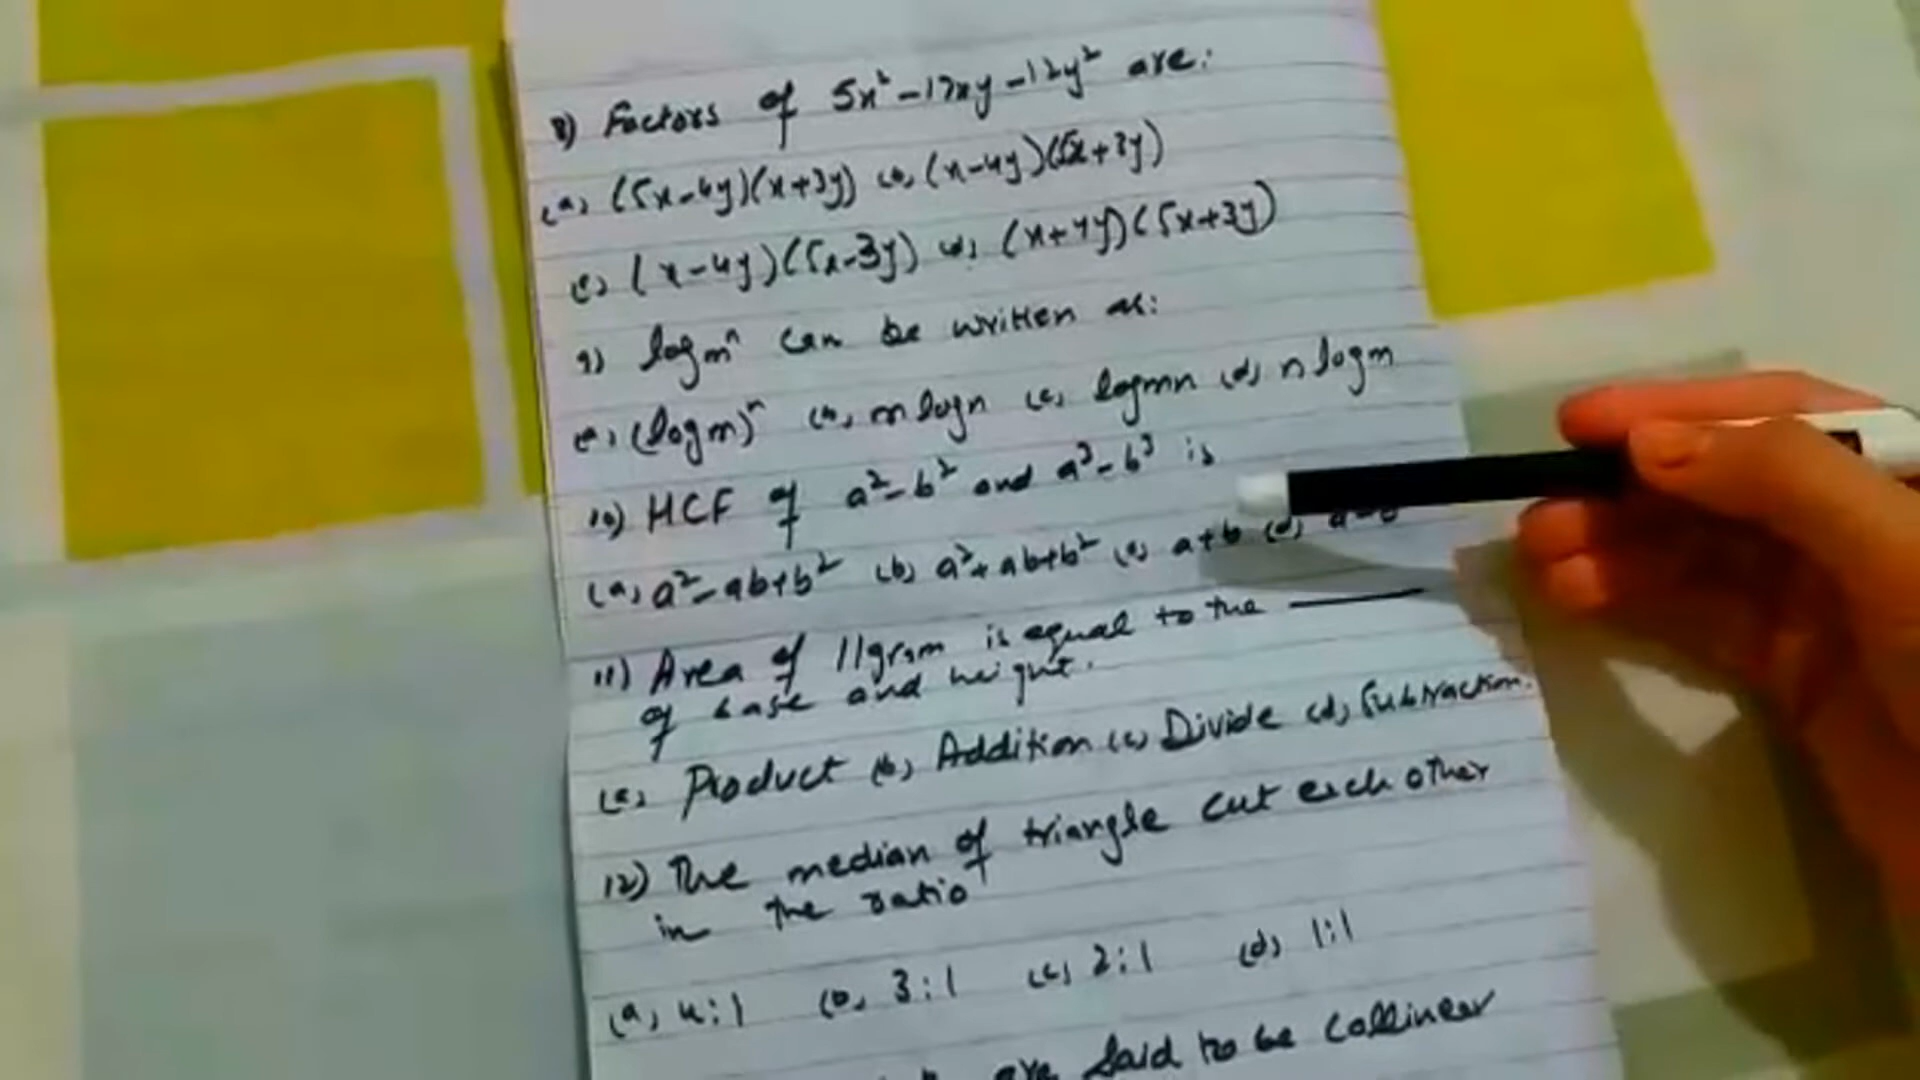 8) Factors of 5x² - 17xy - 12y² are:
(a) (5x-4y)(x+3y) (b) (x-4y)(5x+3y)
(c) (x-4y)(5x-3y) (d) (x+4y)(5x+3y)
9) log mⁿ can be written as:
(a) (log m)ⁿ (b) m log n (c) log mn (d) n log m
10) HCF of a²-b² and a³-b³ is
(a) a²-ab+b² (b) a²+ab+b² (c) a+b (d)
11) Area of ||gram is equal to the ———
of base and height.
(a) Product (b) Addition (c) Divide (d) Subtraction.
12) The median of triangle cut each other
in the ratio
(a) 4:1 (b) 3:1 (c) 2:1 (d) 1:1
are said to be collinear